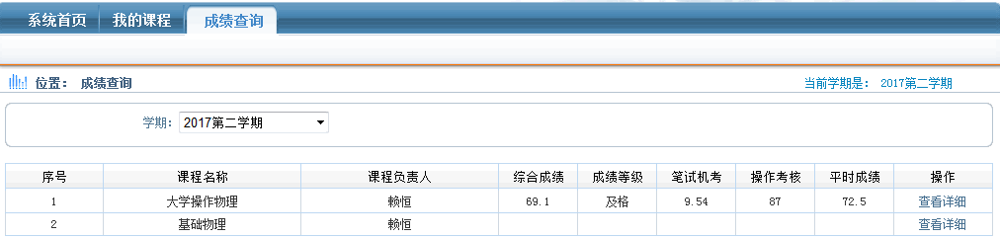 系统首页 我的课程 成绩查询
位置： 成绩查询 当前学期是： 2017第二学期
学期: 2017第二学期
序号 课程名称 课程负责人 综合成绩 成绩等级 笔试机考 操作考核 平时成绩 操作
1 大学操作物理 赖恒 69.1 及格 9.54 87 72.5 查看详细
2 基础物理 赖恒 查看详细